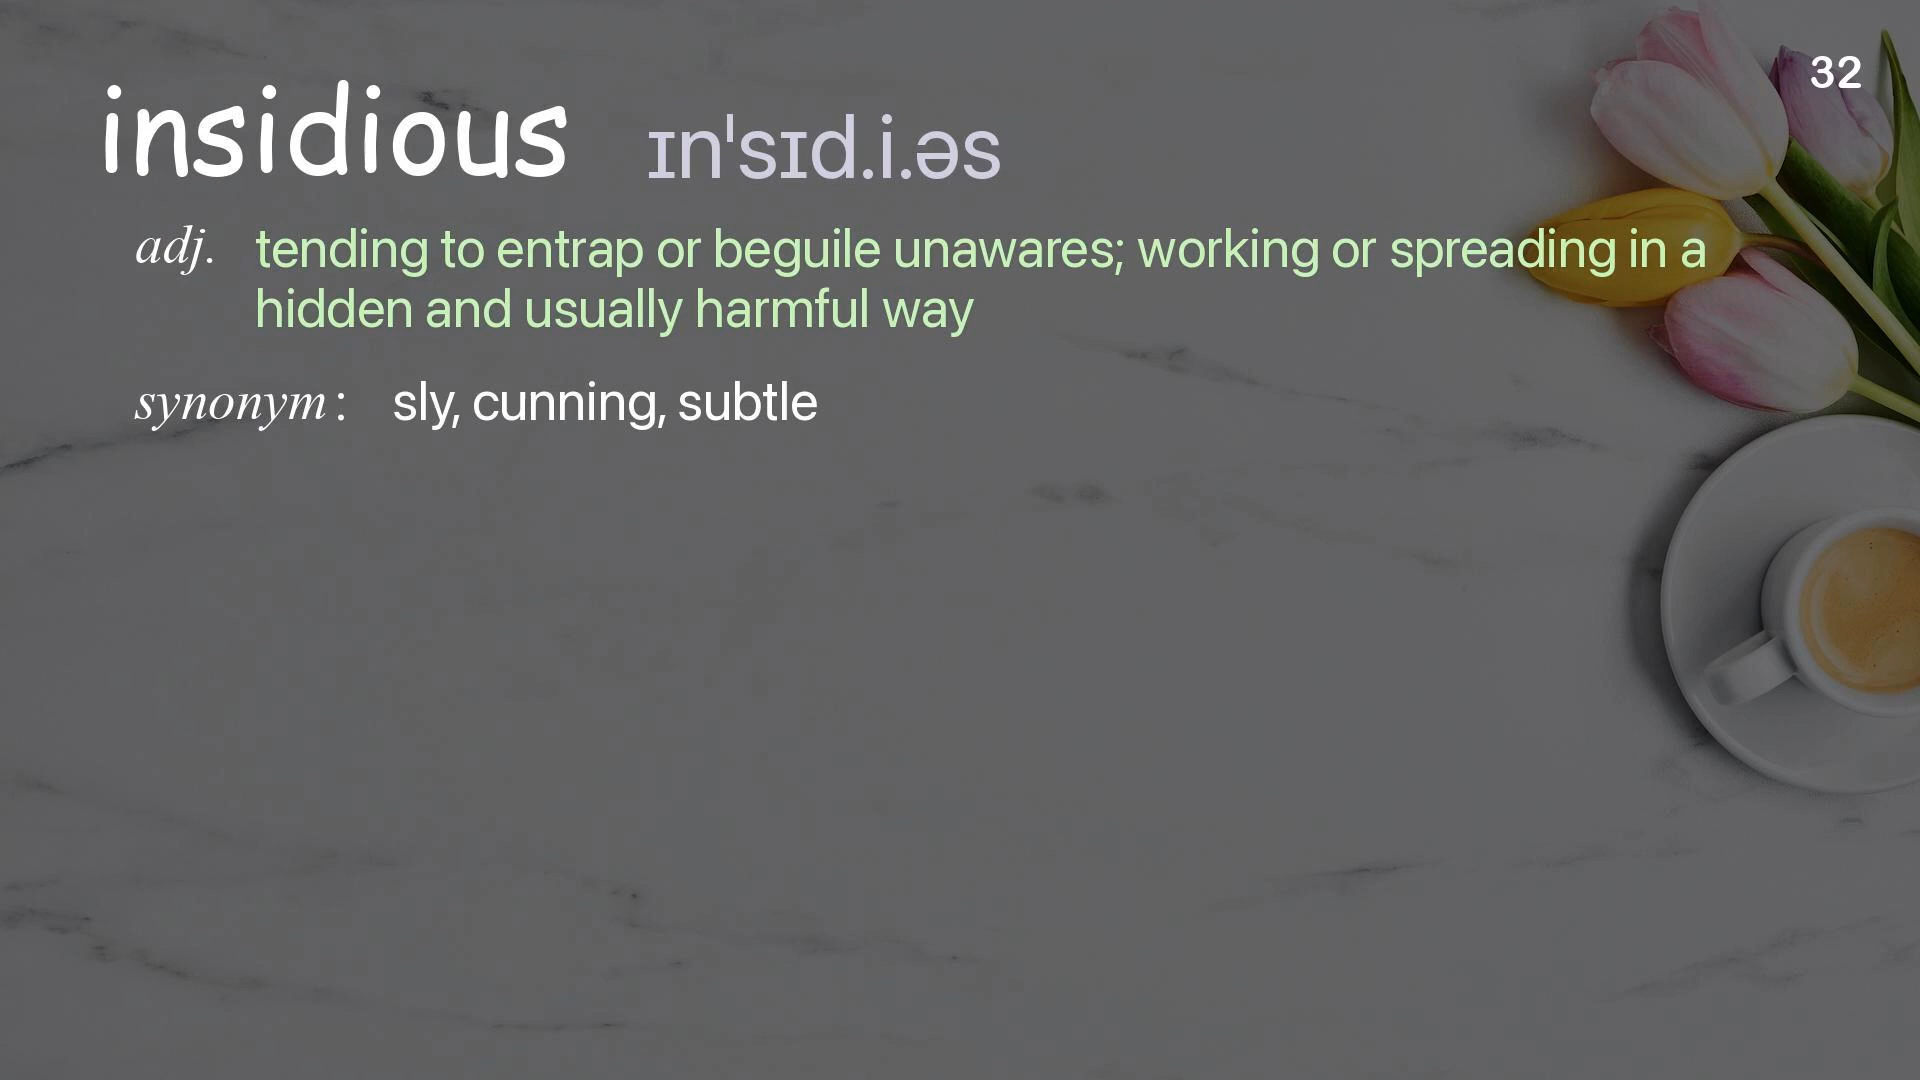 32
insidious ɪnˈsɪd.i.əs
adj. tending to entrap or beguile unawares; working or spreading in a
hidden and usually harmful way
synonym: sly, cunning, subtle